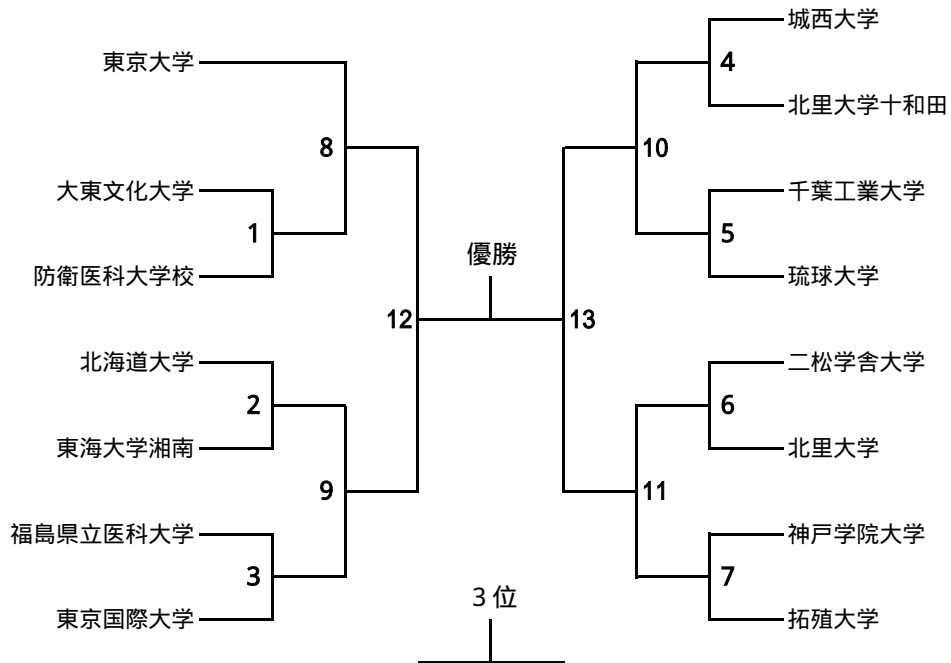 東京大学
大東文化大学
防衛医科大学校
北海道大学
東海大学湘南
福島県立医科大学
東京国際大学
8
1
2
9
3
12
優勝
3位
13
10
11
4
5
6
7
城西大学
北里大学十和田
千葉工業大学
琉球大学
二松学舎大学
北里大学
神戸学院大学
拓殖大学